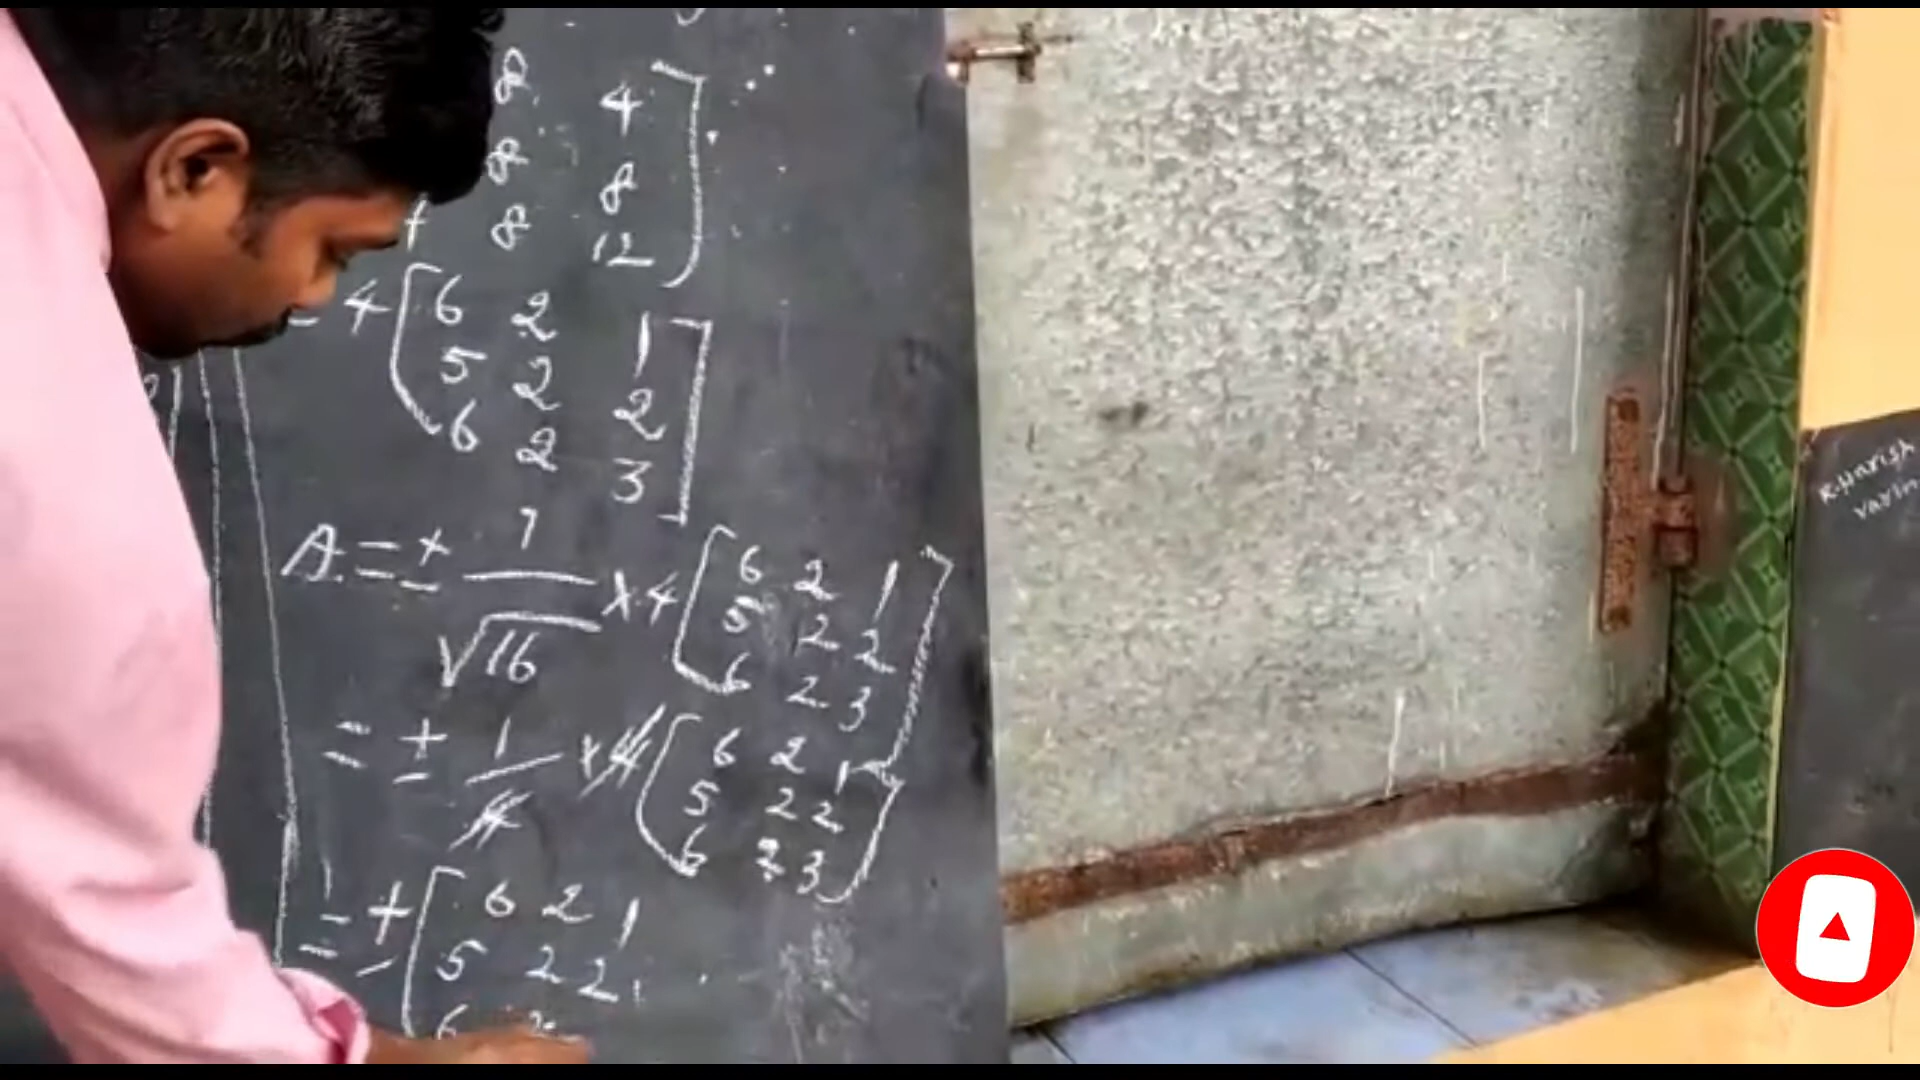 8 4
8 8
8 12
= 4 [ 6 2 1
5 2 2
6 2 3 ]
A = ± 1 / √16 × 4 [ 6 2 1
5 2 2
6 2 3 ]
= ± 1 / 4 × 4 [ 6 2 1
5 2 2
6 2 3 ]
= ± [ 6 2 1
5 2 2
6 2
K. Harish